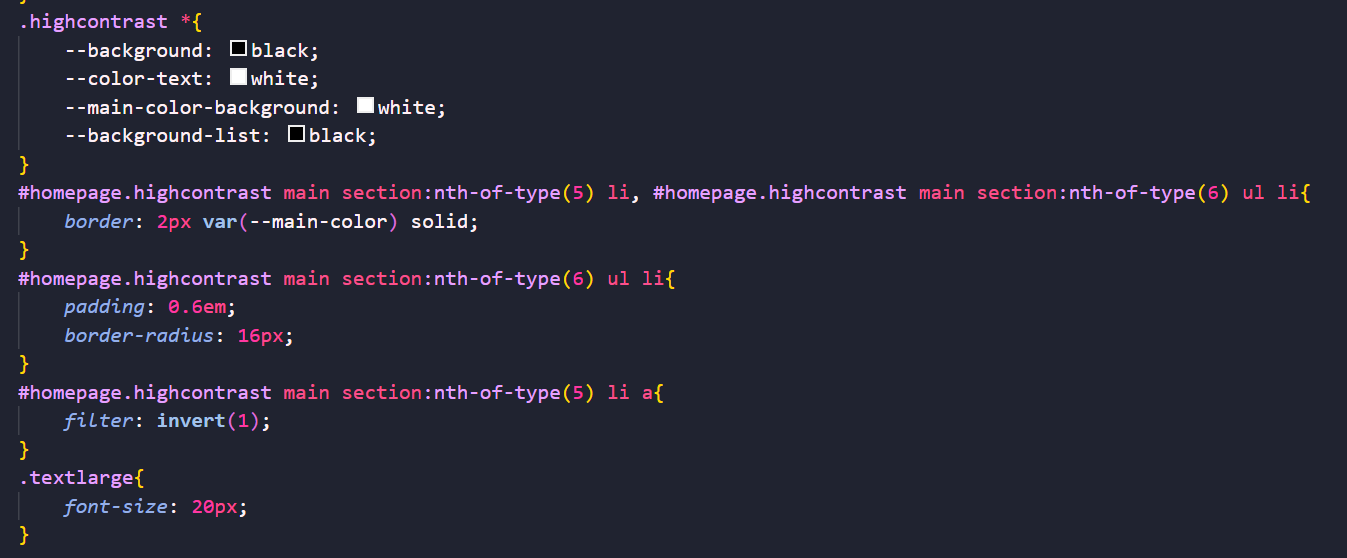 }
.highcontrast *{
    --background: black;
    --color-text: white;
    --main-color-background: white;
    --background-list: black;
}
#homepage.highcontrast main section:nth-of-type(5) li, #homepage.highcontrast main section:nth-of-type(6) ul li{
    border: 2px var(--main-color) solid;
}
#homepage.highcontrast main section:nth-of-type(6) ul li{
    padding: 0.6em;
    border-radius: 16px;
}
#homepage.highcontrast main section:nth-of-type(5) li a{
    filter: invert(1);
}
.textlarge{
    font-size: 20px;
}